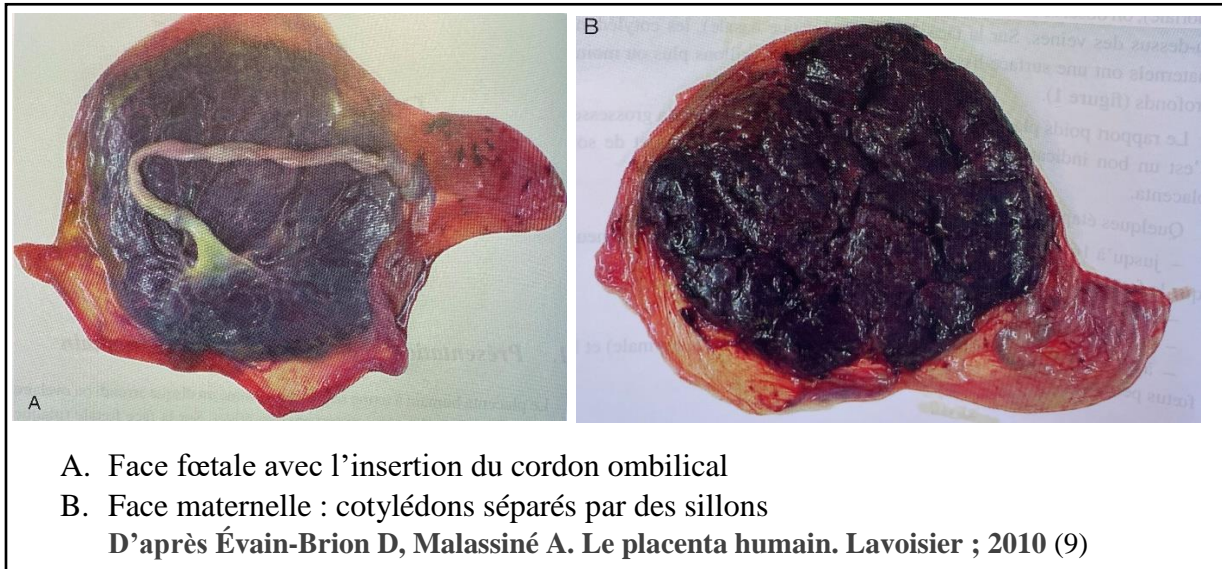 A
B
A. Face fœtale avec l’insertion du cordon ombilical
B. Face maternelle : cotylédons séparés par des sillons
D’après Évain-Brion D, Malassiné A. Le placenta humain. Lavoisier ; 2010 (9)